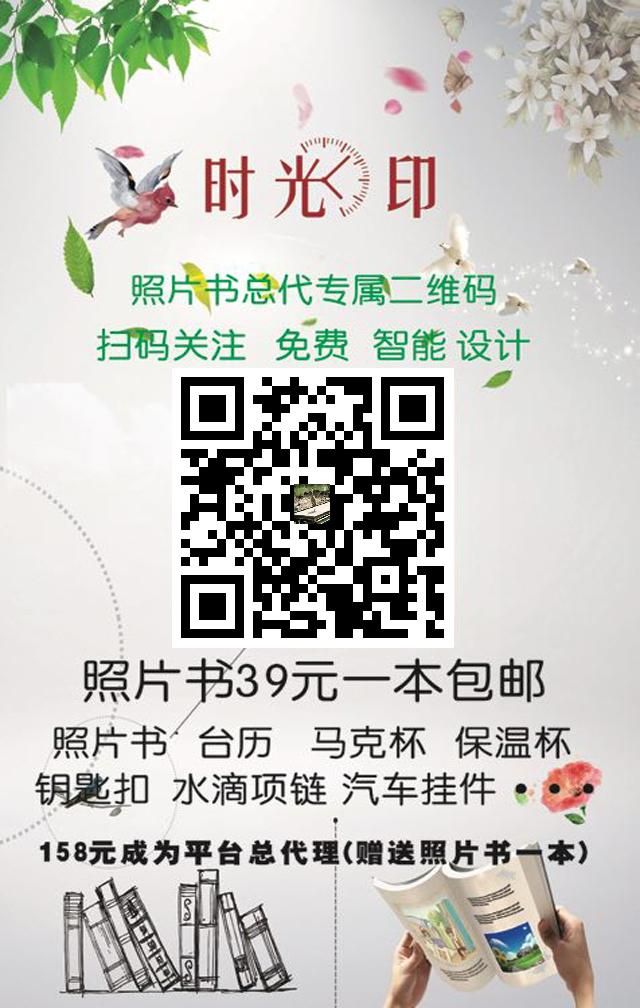 时光印
照片书总代专属二维码
扫码关注 免费 智能 设计
照片书39元一本包邮
照片书 台历 马克杯 保温杯
钥匙扣 水滴项链 汽车挂件
158元成为平台总代理(赠送照片书一本)